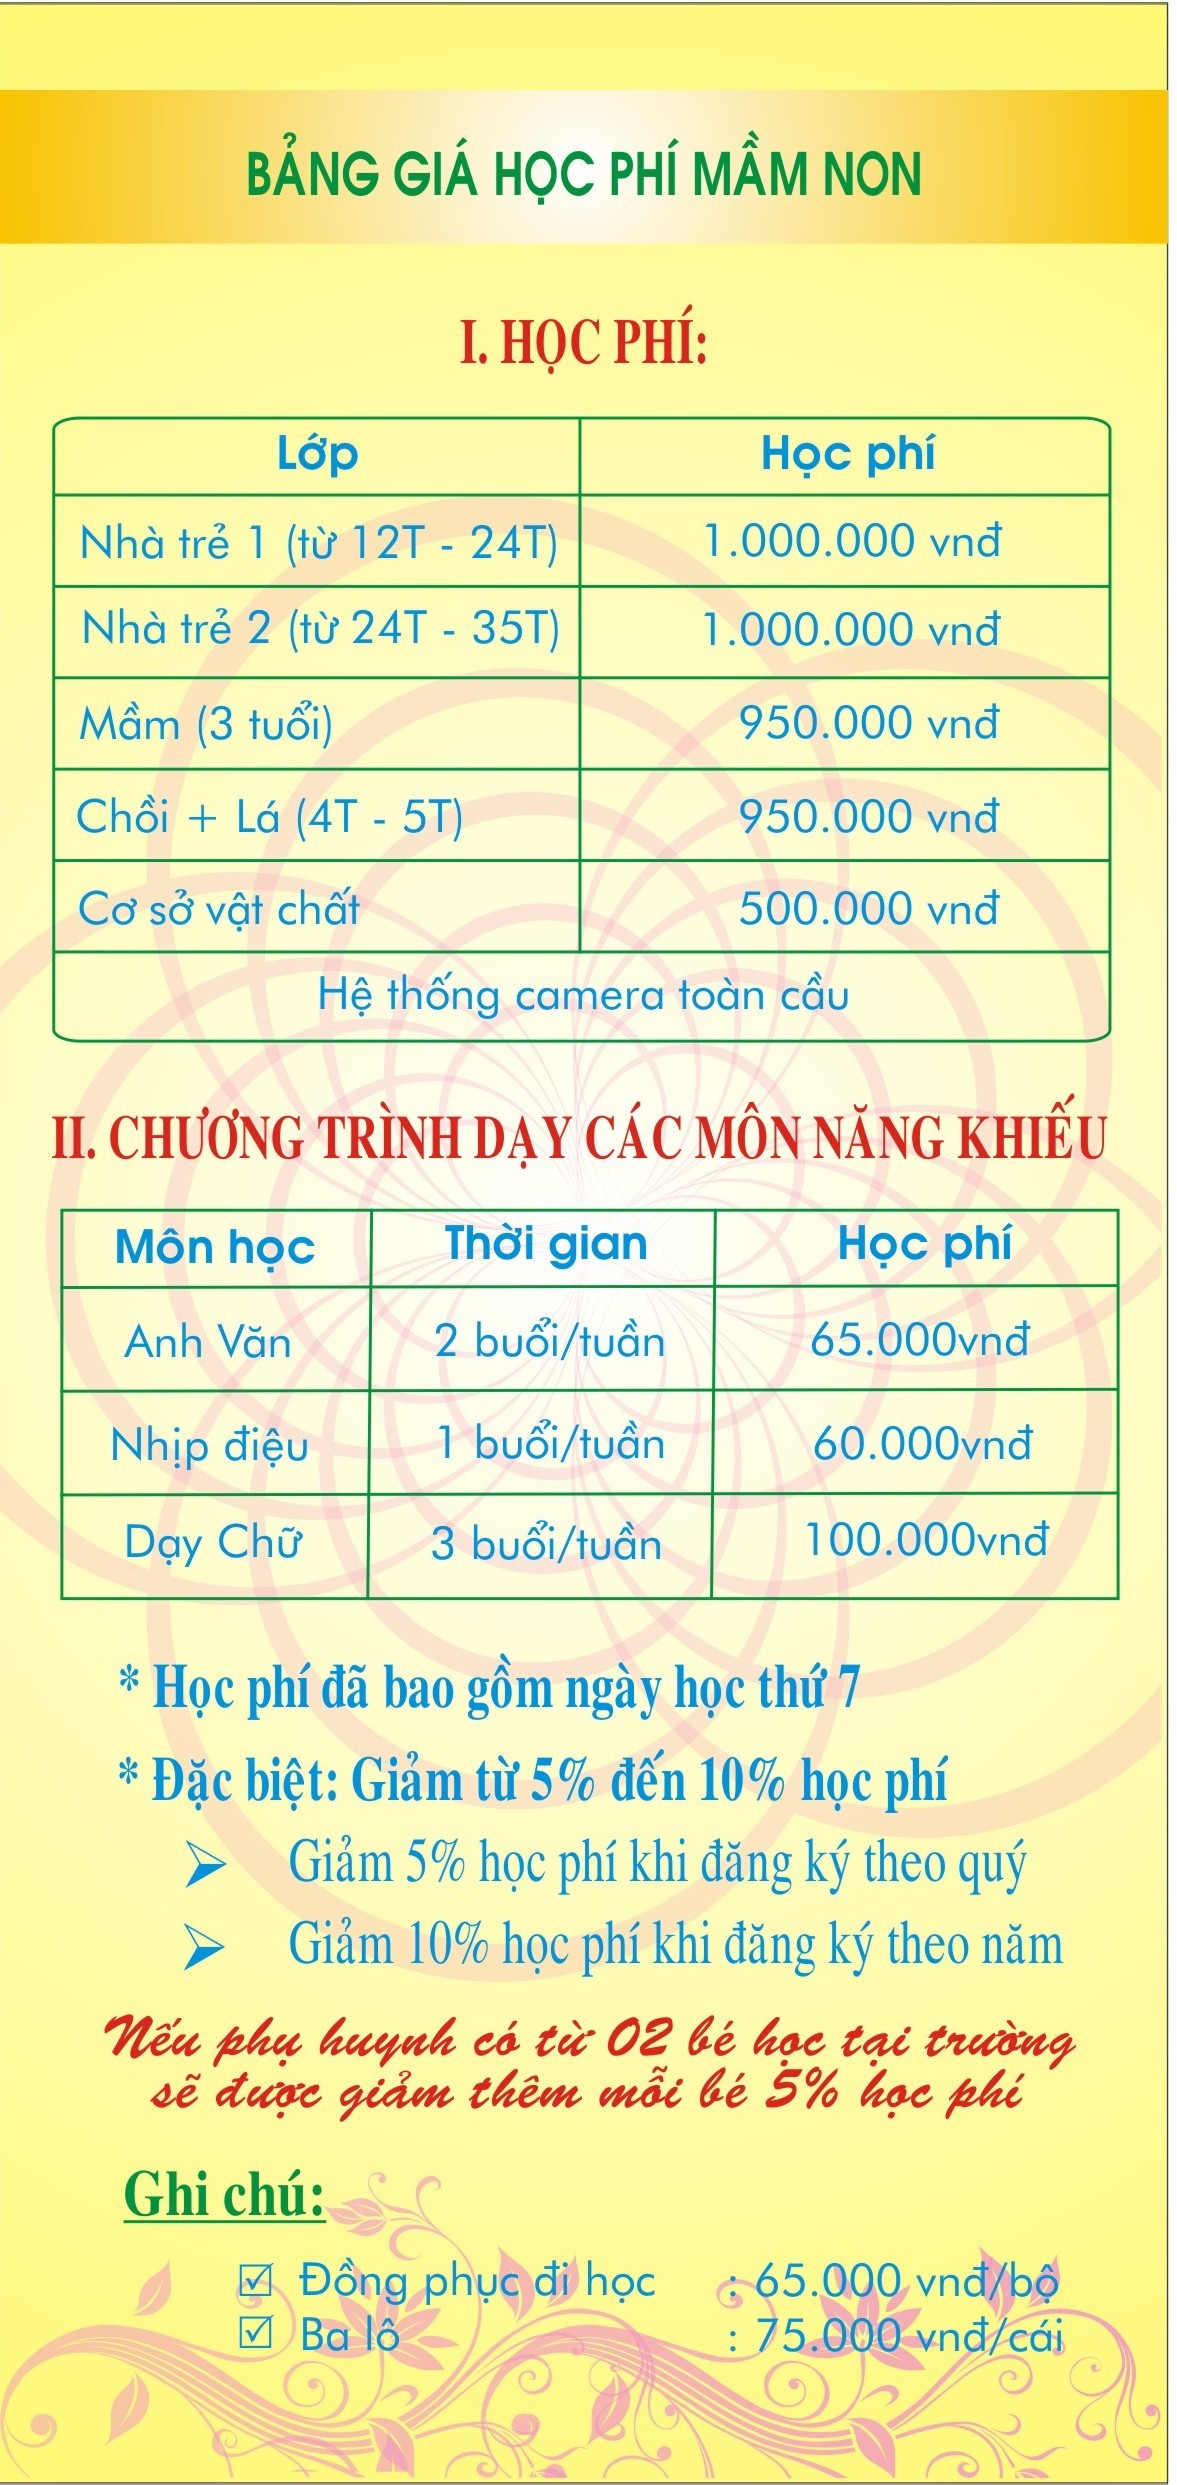 BẢNG GIÁ HỌC PHÍ MẦM NON
I. HỌC PHÍ:
Lớp Học phí
Nhà trẻ 1 (từ 12T - 24T) 1.000.000 vnđ
Nhà trẻ 2 (từ 24T - 35T) 1.000.000 vnđ
Mầm (3 tuổi) 950.000 vnđ
Chồi + Lá (4T - 5T) 950.000 vnđ
Cơ sở vật chất 500.000 vnđ
Hệ thống camera toàn cầu
II. CHƯƠNG TRÌNH DẠY CÁC MÔN NĂNG KHIẾU
Môn học Thời gian Học phí
Anh Văn 2 buổi/tuần 65.000vnđ
Nhịp điệu 1 buổi/tuần 60.000vnđ
Dạy Chữ 3 buổi/tuần 100.000vnđ
* Học phí đã bao gồm ngày học thứ 7
* Đặc biệt: Giảm từ 5% đến 10% học phí
Giảm 5% học phí khi đăng ký theo quý
Giảm 10% học phí khi đăng ký theo năm
Nếu phụ huynh có từ 02 bé học tại trường
sẽ được giảm thêm mỗi bé 5% học phí
Ghi chú:
Đồng phục đi học : 65.000 vnđ/bộ
Ba lô : 75.000 vnđ/cái